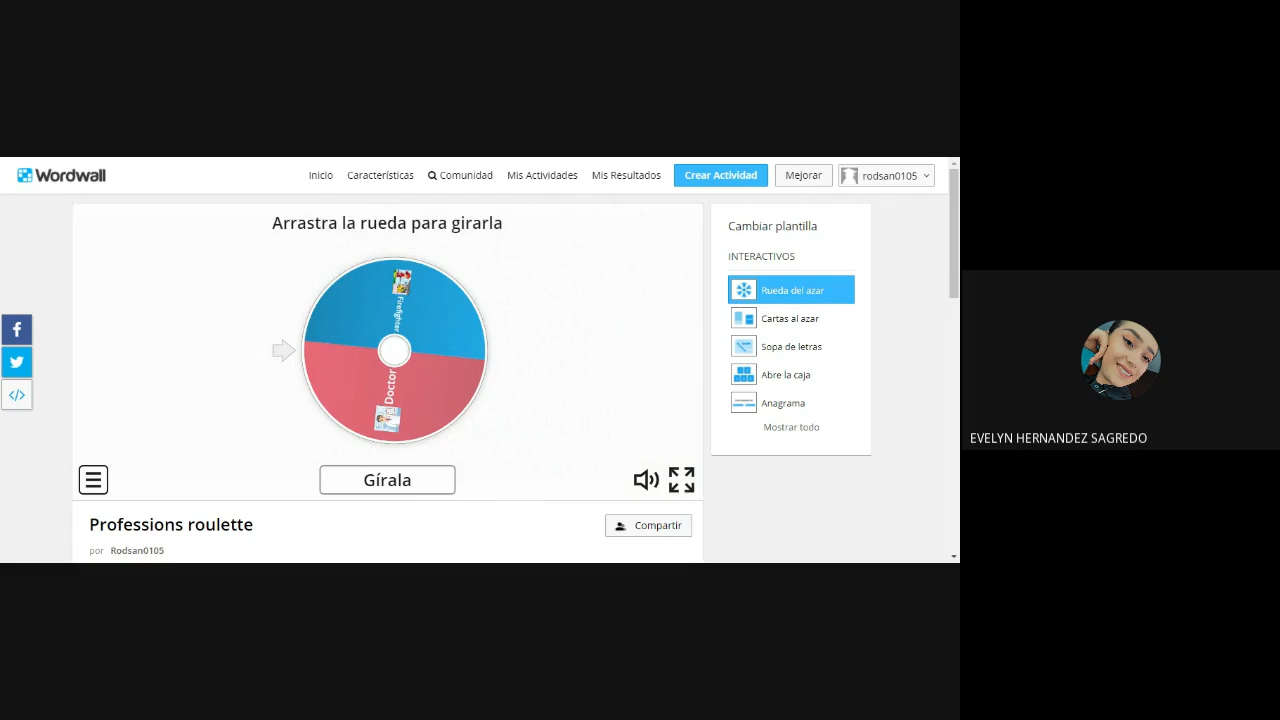 Wordwall
Inicio
Características
Comunidad
Mis Actividades
Mis Resultados
Crear Actividad
Mejorar
rodsan0105
Arrastra la rueda para girarla
Firefighter
Doctor
Gírala
Cambiar plantilla
INTERACTIVOS
Rueda del azar
Cartas al azar
Sopa de letras
Abre la caja
Anagrama
Mostrar todo
Professions roulette
Compartir
por Rodsan0105
EVELYN HERNANDEZ SAGREDO